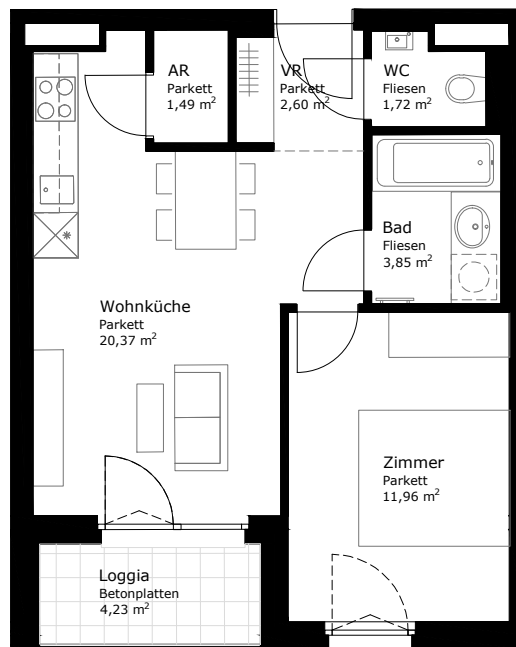 AR
Parkett
1,49 m²
VR
Parkett
2,60 m²
WC
Fliesen
1,72 m²
Bad
Fliesen
3,85 m²
Wohnküche
Parkett
20,37 m²
Zimmer
Parkett
11,96 m²
Loggia
Betonplatten
4,23 m²